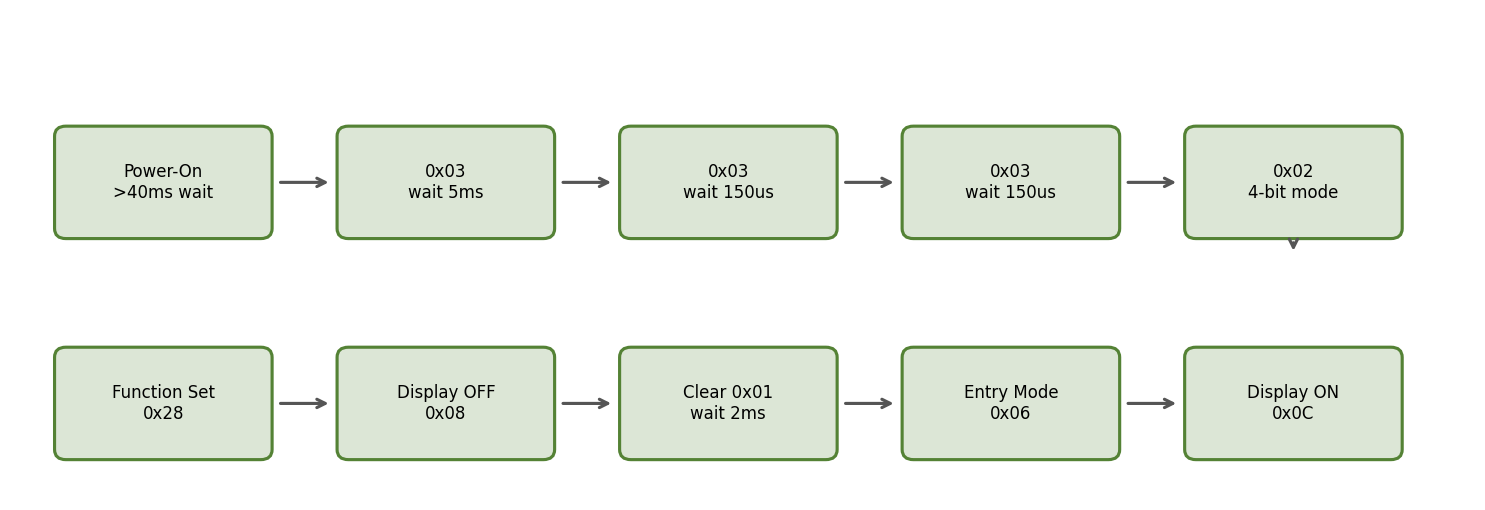 Power-On
>40ms wait
0x03
wait 5ms
0x03
wait 150us
0x03
wait 150us
0x02
4-bit mode
Function Set
0x28
Display OFF
0x08
Clear 0x01
wait 2ms
Entry Mode
0x06
Display ON
0x0C